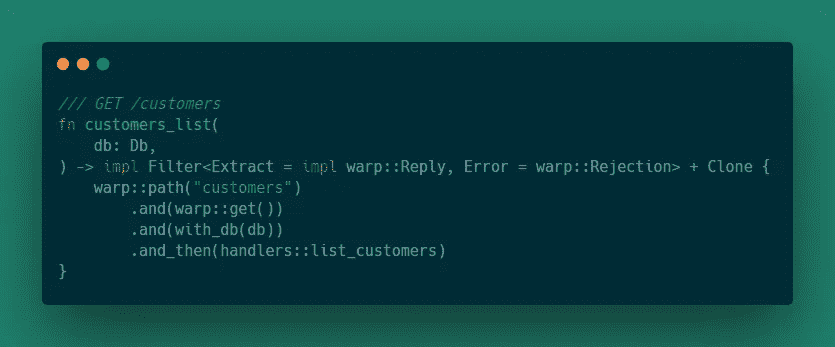 /// GET /customers
fn customers_list(
    db: Db,
) -> impl Filter<Extract = impl warp::Reply, Error = warp::Rejection> + Clone {
    warp::path("customers")
        .and(warp::get())
        .and(with_db(db))
        .and_then(handlers::list_customers)
}